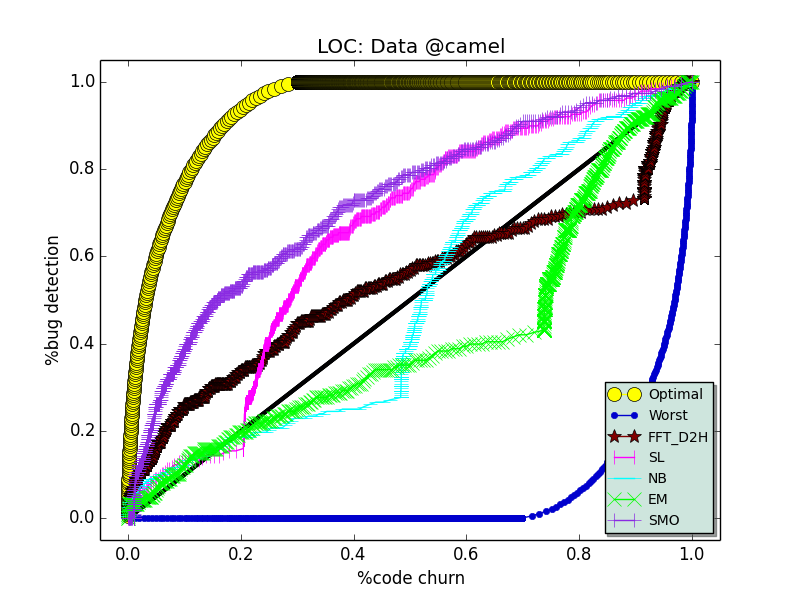 LOC: Data @camel
1.0
0.8
0.6
0.4
0.2
0.0
%bug detection
0.0 0.2 0.4 0.6 0.8 1.0
%code churn
Optimal
Worst
FFT_D2H
SL
NB
EM
SMO